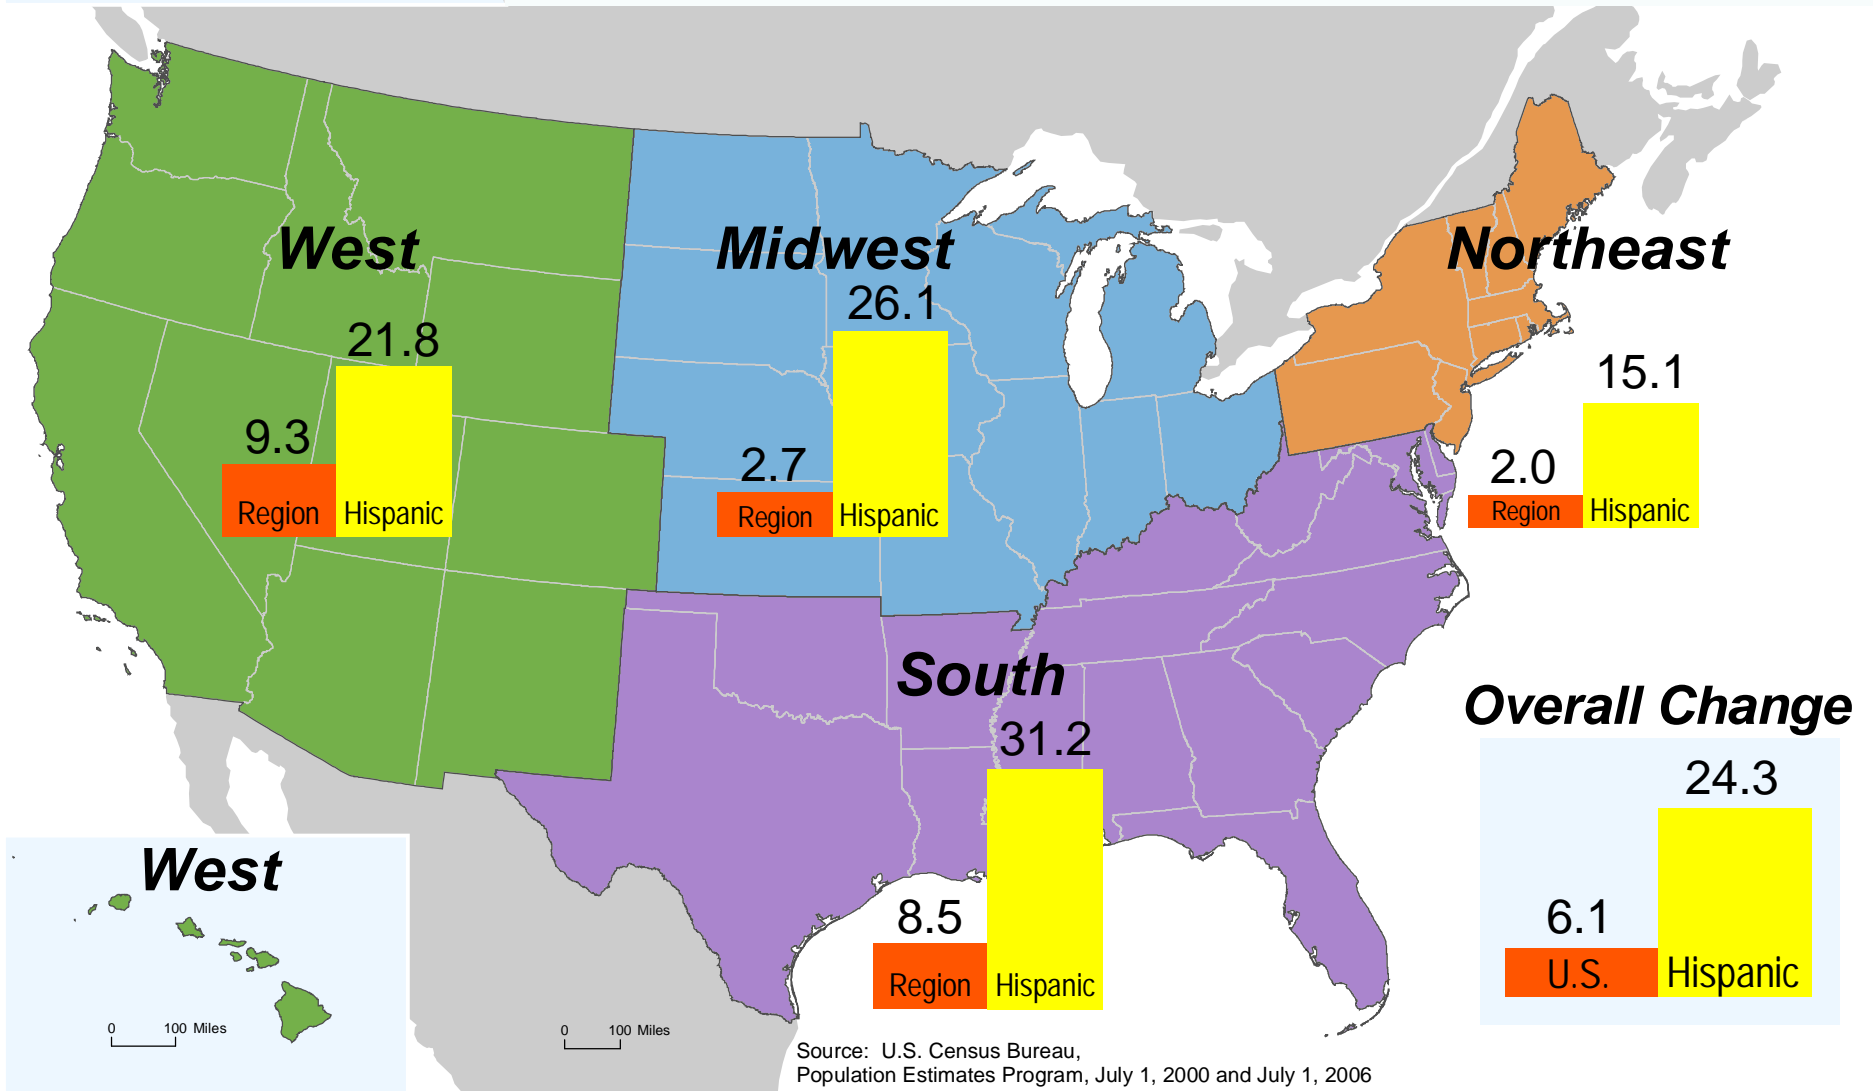 West
21.8
9.3
Region
Hispanic
Midwest
26.1
2.7
Region
Hispanic
Northeast
15.1
2.0
Region
Hispanic
South
31.2
8.5
Region
Hispanic
Overall Change
24.3
6.1
U.S.
Hispanic
West
0 100 Miles
0 100 Miles
Source: U.S. Census Bureau,
Population Estimates Program, July 1, 2000 and July 1, 2006